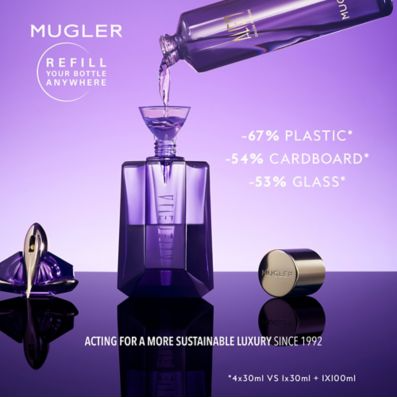 MUGLER
REFILL
YOUR BOTTLE
ANYWHERE
MUGLER
-67% PLASTIC*
-54% CARDBOARD*
-53% GLASS*
MUGLER
ACTING FOR A MORE SUSTAINABLE LUXURY SINCE 1992
*4x30ml VS 1x30ml + 1X100ml